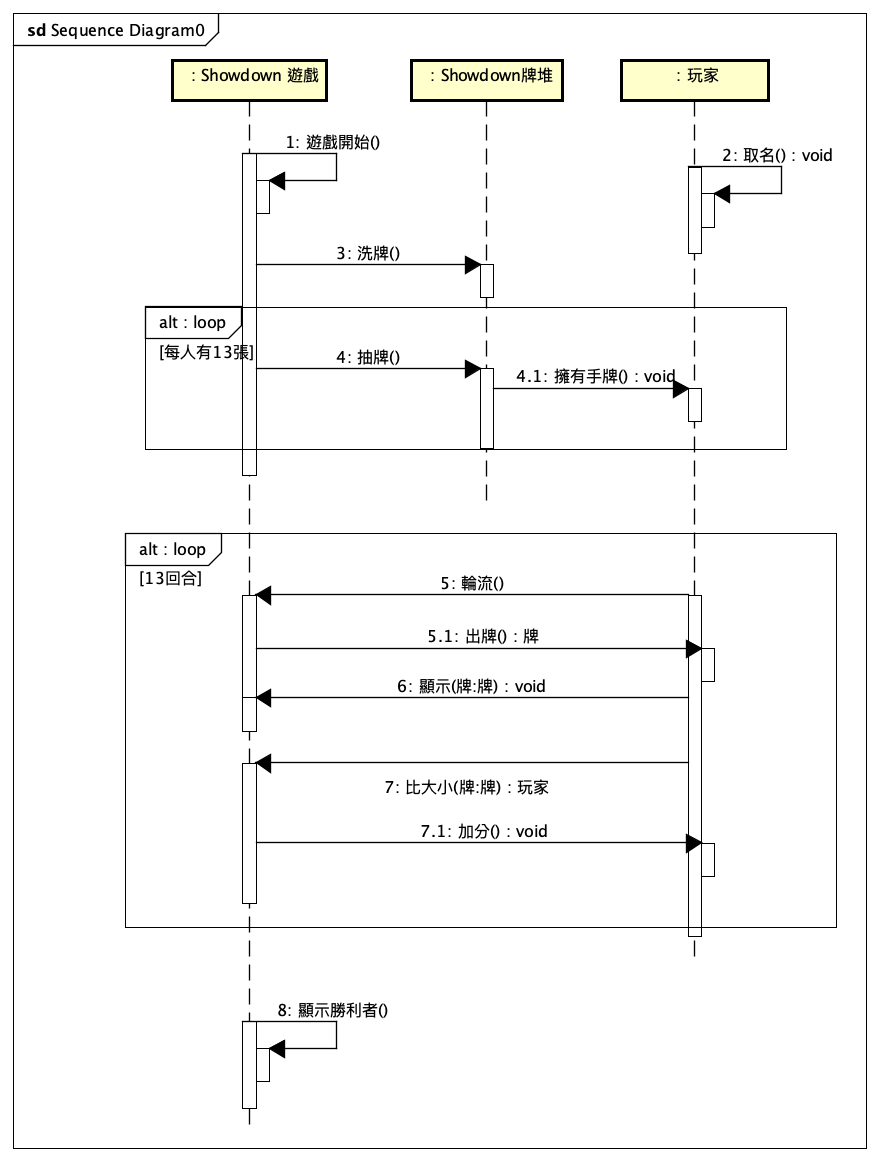 sd Sequence Diagram0
: Showdown 遊戲
: Showdown牌堆
: 玩家
1: 遊戲開始()
2: 取名() : void
3: 洗牌()
alt : loop
[每人有13張]
4: 抽牌()
4.1: 擁有手牌() : void
alt : loop
[13回合]
5: 輪流()
5.1: 出牌() : 牌
6: 顯示(牌:牌) : void
7: 比大小(牌:牌) : 玩家
7.1: 加分() : void
8: 顯示勝利者()